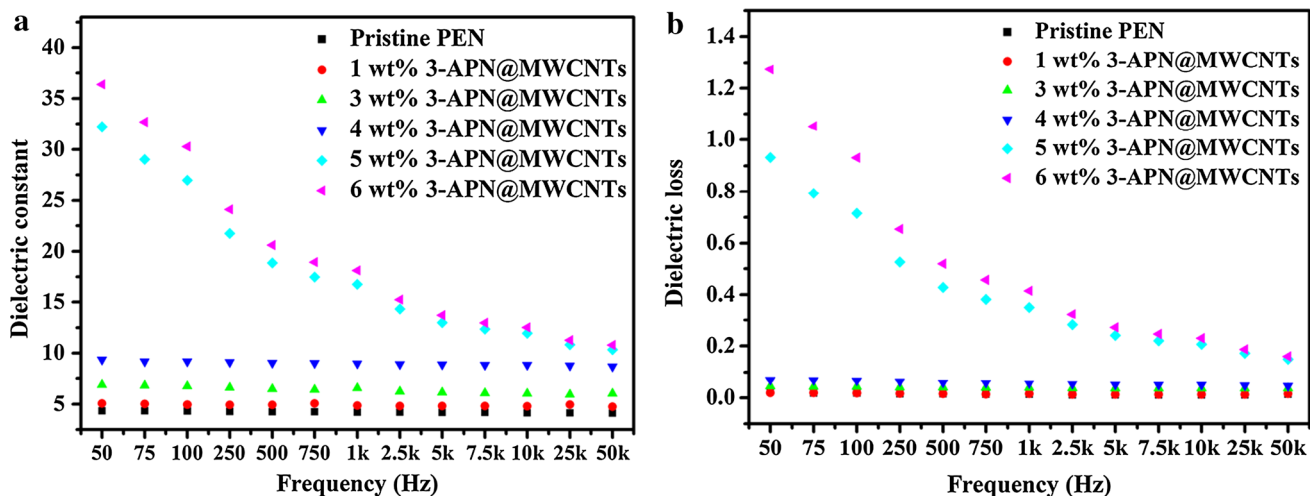 a
Dielectric constant
40
35
30
25
20
15
10
5
Pristine PEN
1 wt% 3-APN@MWCNTs
3 wt% 3-APN@MWCNTs
4 wt% 3-APN@MWCNTs
5 wt% 3-APN@MWCNTs
6 wt% 3-APN@MWCNTs
50 75 100 250 500 750 1k 2.5k 5k 7.5k 10k 25k 50k
Frequency (Hz)
b
Dielectric loss
1.4
1.2
1.0
0.8
0.6
0.4
0.2
0.0
Pristine PEN
1 wt% 3-APN@MWCNTs
3 wt% 3-APN@MWCNTs
4 wt% 3-APN@MWCNTs
5 wt% 3-APN@MWCNTs
6 wt% 3-APN@MWCNTs
50 75 100 250 500 750 1k 2.5k 5k 7.5k 10k 25k 50k
Frequency (Hz)